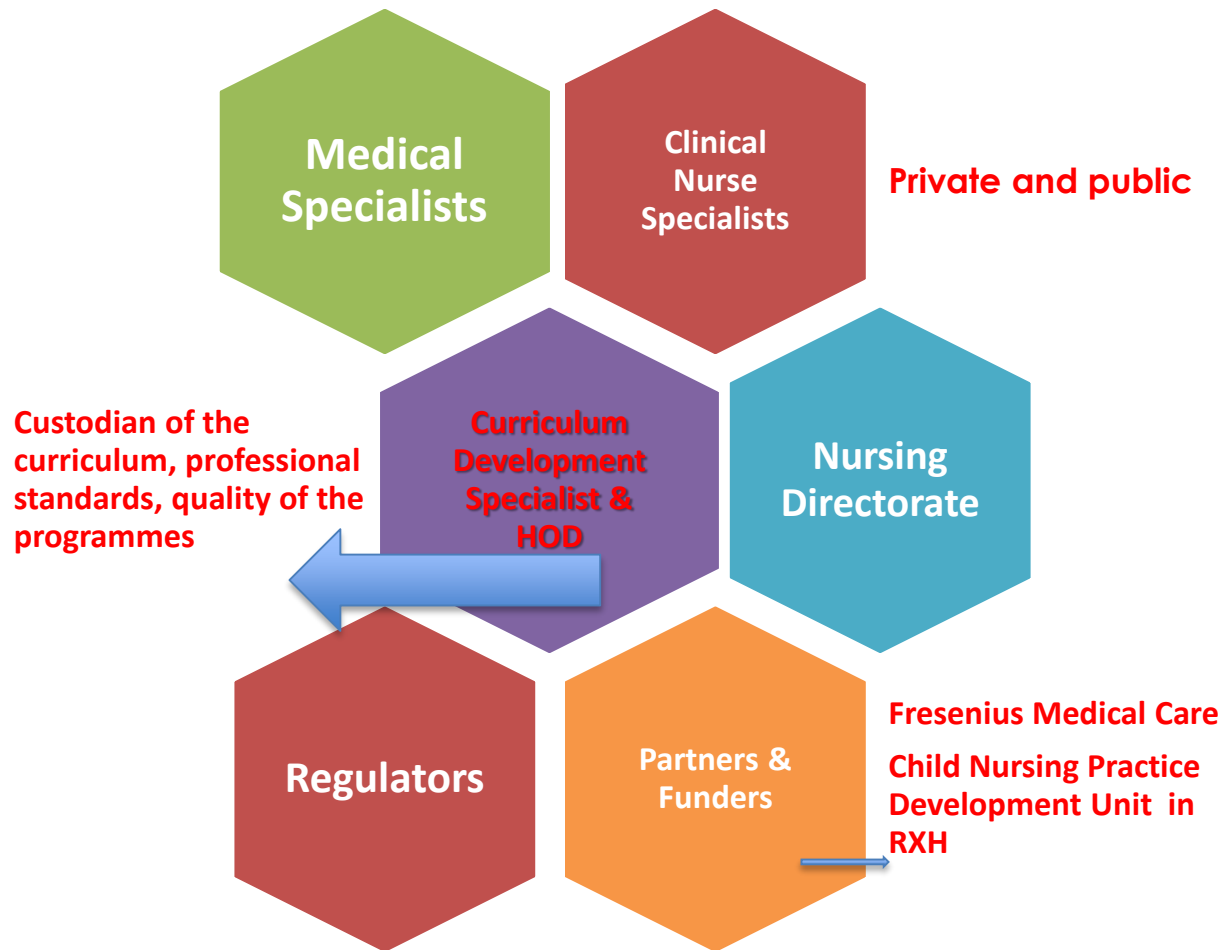 Medical
Specialists
Clinical
Nurse
Specialists
Private and public
Custodian of the
curriculum, professional
standards, quality of the
programmes
Curriculum
Development
Specialist &
HOD
Nursing
Directorate
Regulators
Partners &
Funders
Fresenius Medical Care
Child Nursing Practice
Development Unit in
RXH